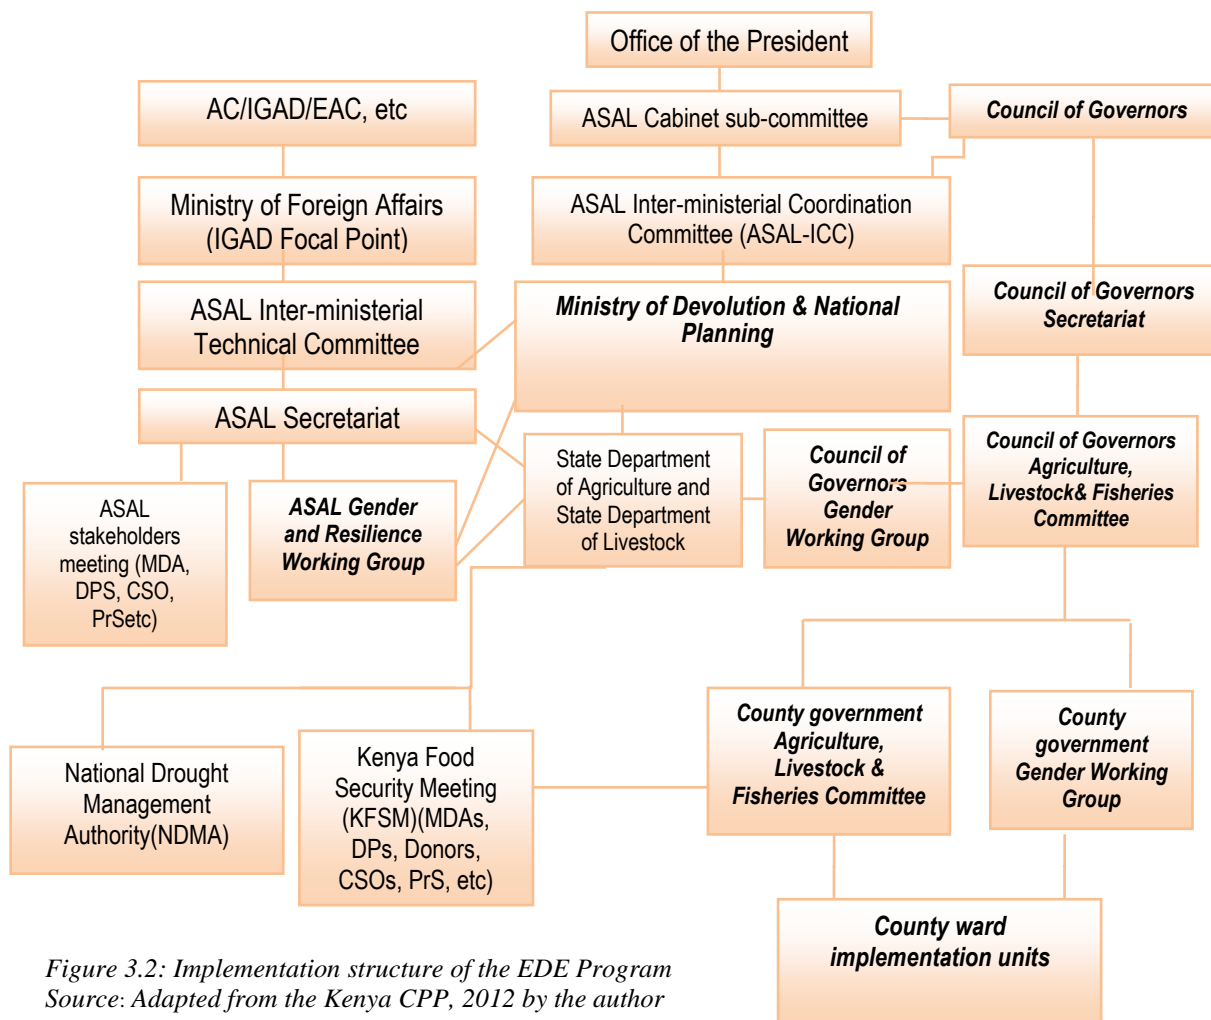 Office of the President
AC/IGAD/EAC, etc
ASAL Cabinet sub-committee
Council of Governors
Ministry of Foreign Affairs
(IGAD Focal Point)
ASAL Inter-ministerial Coordination
Committee (ASAL-ICC)
ASAL Inter-ministerial
Technical Committee
Ministry of Devolution & National
Planning
Council of Governors
Secretariat
ASAL Secretariat
ASAL
stakeholders
meeting (MDA,
DPS, CSO,
PrSetc)
ASAL Gender
and Resilience
Working Group
State Department
of Agriculture and
State Department
of Livestock
Council of
Governors
Gender
Working Group
Council of Governors
Agriculture,
Livestock& Fisheries
Committee
National Drought
Management
Authority(NDMA)
Kenya Food
Security Meeting
(KFSM)(MDAs,
DPs, Donors,
CSOs, PrS, etc)
County government
Agriculture,
Livestock &
Fisheries Committee
County
government
Gender Working
Group
County ward
implementation units
Figure 3.2: Implementation structure of the EDE Program
Source: Adapted from the Kenya CPP, 2012 by the author